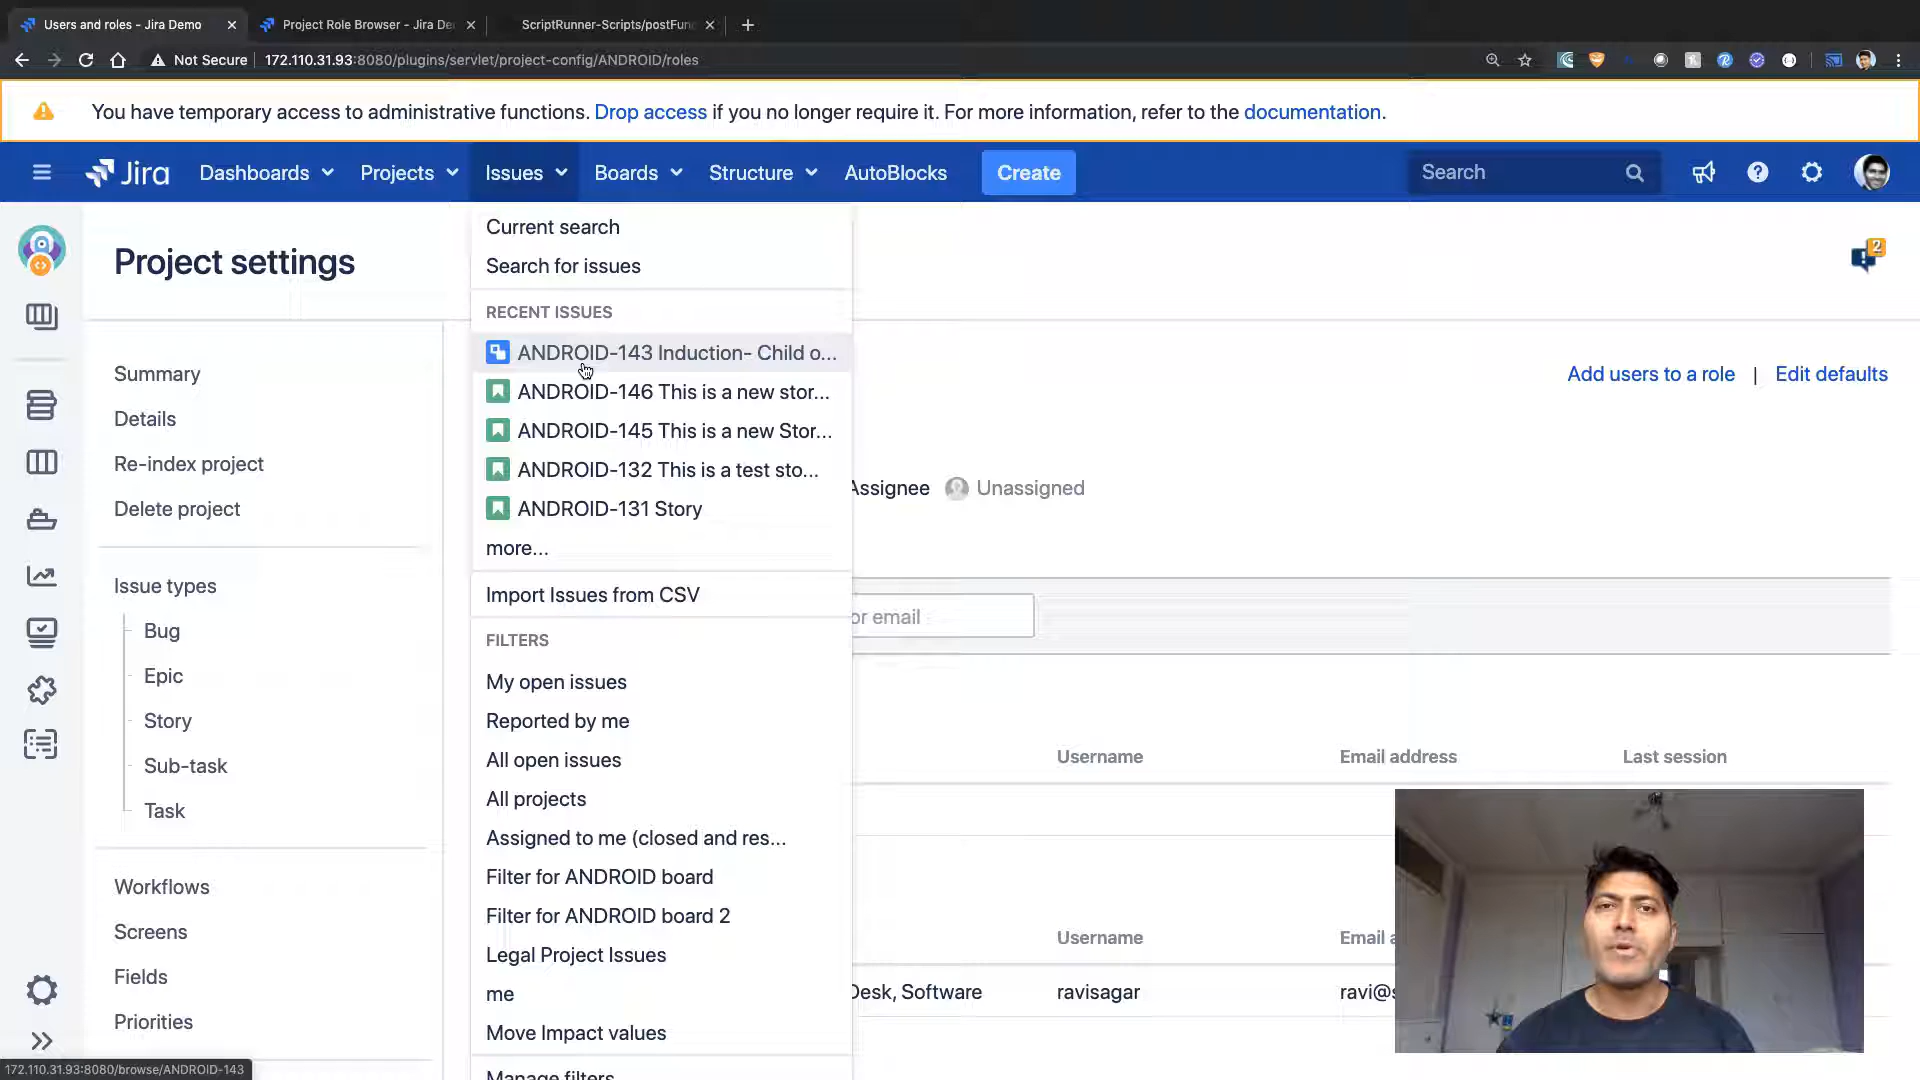 Users and roles - Jira Demo
Project Role Browser - Jira De
ScriptRunner-Scripts/postFun
Not Secure
172.110.31.93:8080/plugins/servlet/project-config/ANDROID/roles
You have temporary access to administrative functions. Drop access if you no longer require it. For more information, refer to the documentation.
Jira
Dashboards
Projects
Issues
Boards
Structure
AutoBlocks
Create
Search
Project settings
2
Summary
Details
Re-index project
Delete project
Issue types
Bug
Epic
Story
Sub-task
Task
Workflows
Screens
Fields
Priorities
Current search
Search for issues
RECENT ISSUES
ANDROID-143 Induction- Child o...
ANDROID-146 This is a new stor...
ANDROID-145 This is a new Stor...
ANDROID-132 This is a test sto...
ANDROID-131 Story
more...
Import Issues from CSV
FILTERS
My open issues
Reported by me
All open issues
All projects
Assigned to me (closed and res...
Filter for ANDROID board
Filter for ANDROID board 2
Legal Project Issues
me
Move Impact values
Manage filters
Add users to a role | Edit defaults
Assignee Unassigned
or email
Username Email address Last session
Username Email a
Desk, Software ravisagar ravi@s
172.110.31.93:8080/browse/ANDROID-143